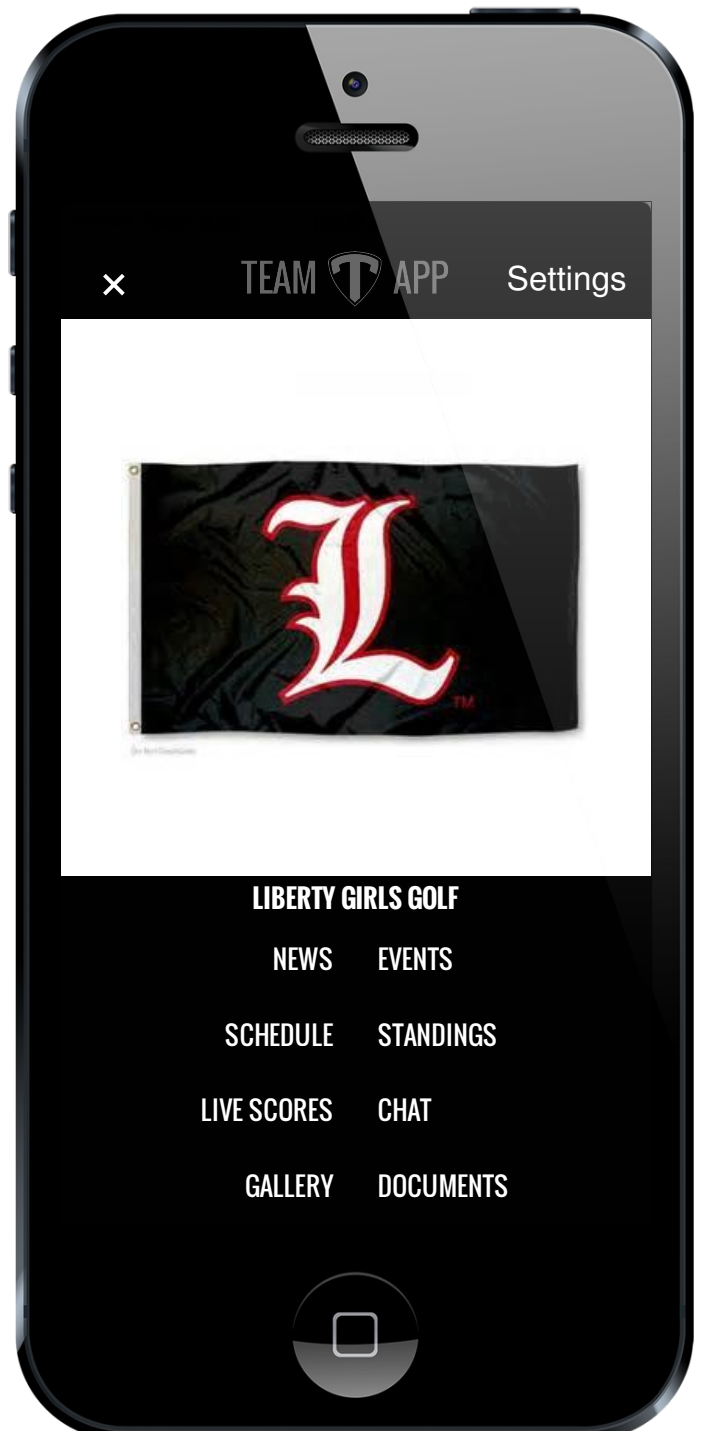 × TEAM T APP Settings
L
TM
LIBERTY GIRLS GOLF
NEWS EVENTS
SCHEDULE STANDINGS
LIVE SCORES CHAT
GALLERY DOCUMENTS